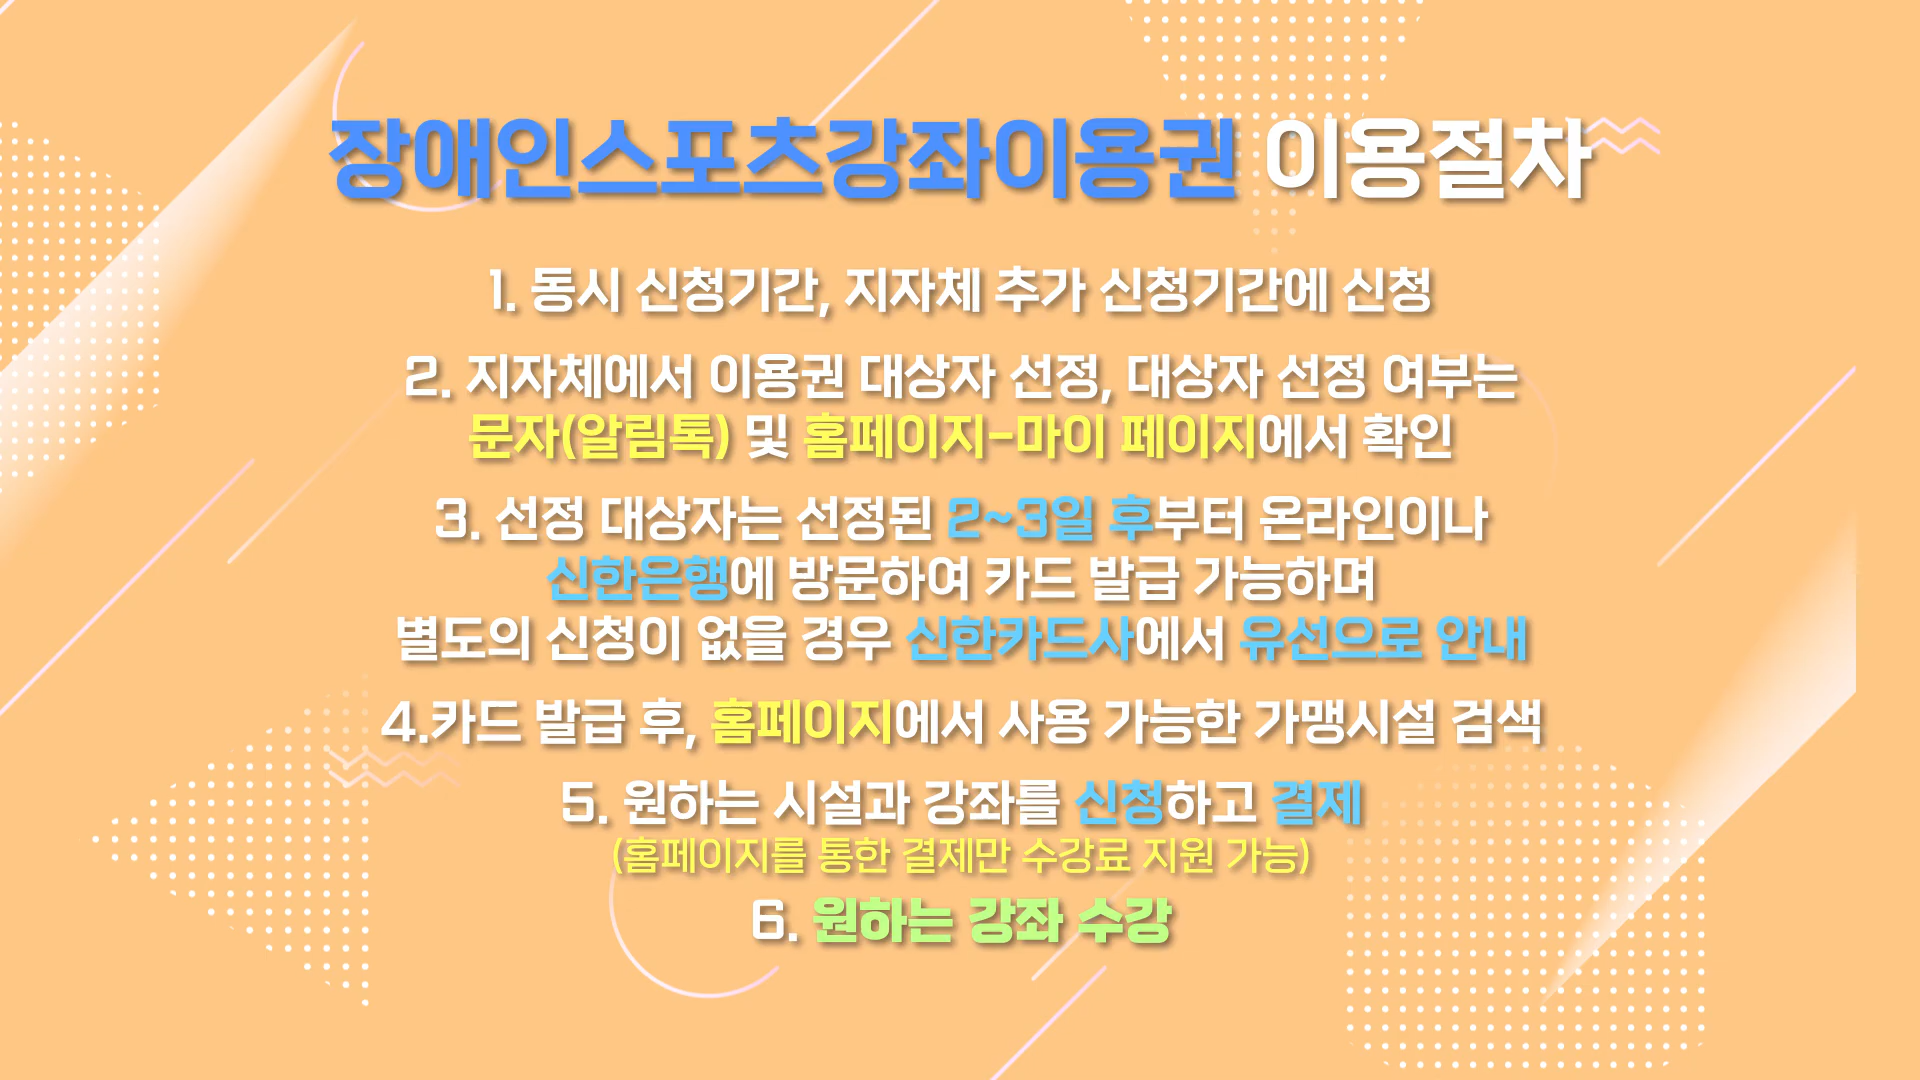 장애인스포츠강좌이용권 이용절차
1. 동시 신청기간, 지자체 추가 신청기간에 신청
2. 지자체에서 이용권 대상자 선정, 대상자 선정 여부는
문자(알림톡) 및 홈페이지-마이 페이지에서 확인
3. 선정 대상자는 선정된 2~3일 후부터 온라인이나
신한은행에 방문하여 카드 발급 가능하며
별도의 신청이 없을 경우 신한카드사에서 유선으로 안내
4.카드 발급 후, 홈페이지에서 사용 가능한 가맹시설 검색
5. 원하는 시설과 강좌를 신청하고 결제
(홈페이지를 통한 결제만 수강료 지원 가능)
6. 원하는 강좌 수강